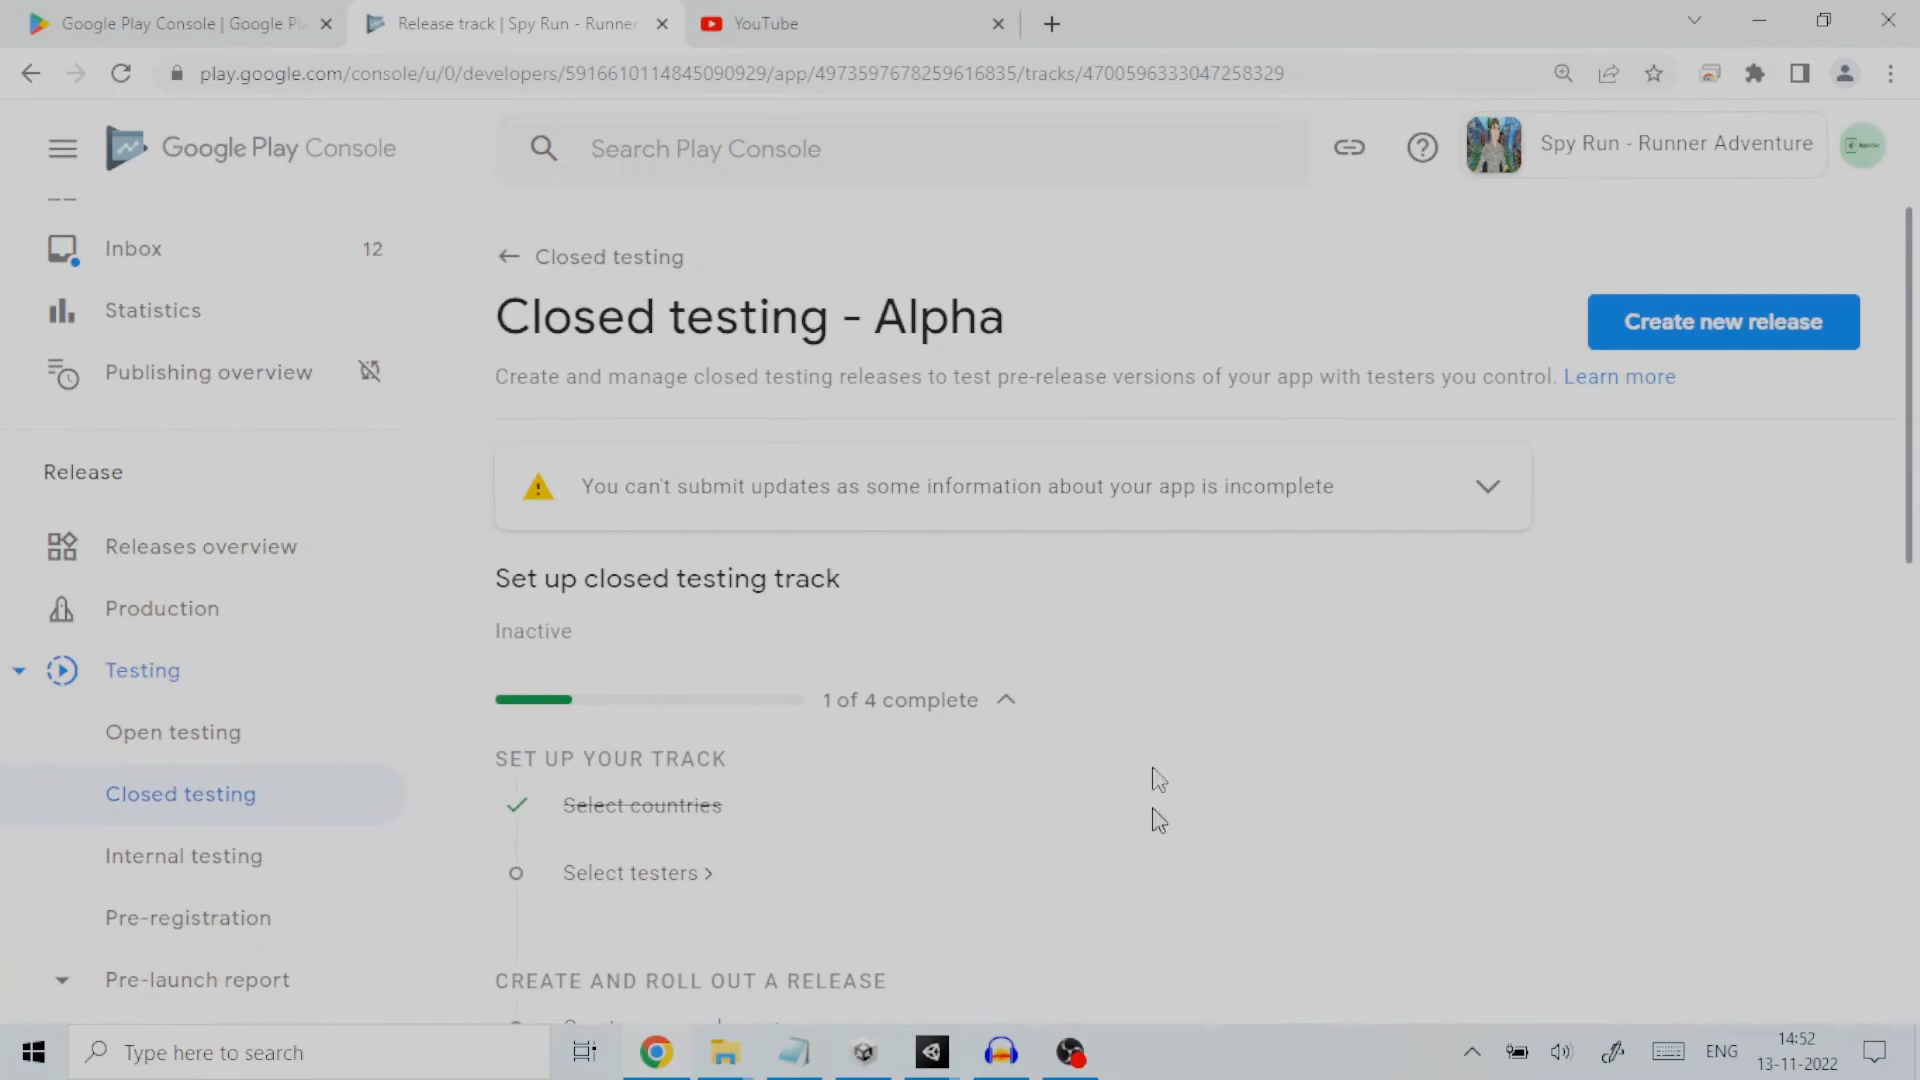 Google Play Console | Google Pla
Release track | Spy Run - Runner
YouTube
play.google.com/console/u/0/developers/5916610114845090929/app/4973597678259616835/tracks/4700596333047258329
Google Play Console
Search Play Console
Spy Run - Runner Adventure
Inbox 12
Statistics
Publishing overview
Release
Releases overview
Production
Testing
Open testing
Closed testing
Internal testing
Pre-registration
Pre-launch report
Closed testing
Closed testing - Alpha
Create new release
Create and manage closed testing releases to test pre-release versions of your app with testers you control. Learn more
You can't submit updates as some information about your app is incomplete
Set up closed testing track
Inactive
1 of 4 complete
SET UP YOUR TRACK
Select countries
Select testers
CREATE AND ROLL OUT A RELEASE
Type here to search
ENG
14:52
13-11-2022